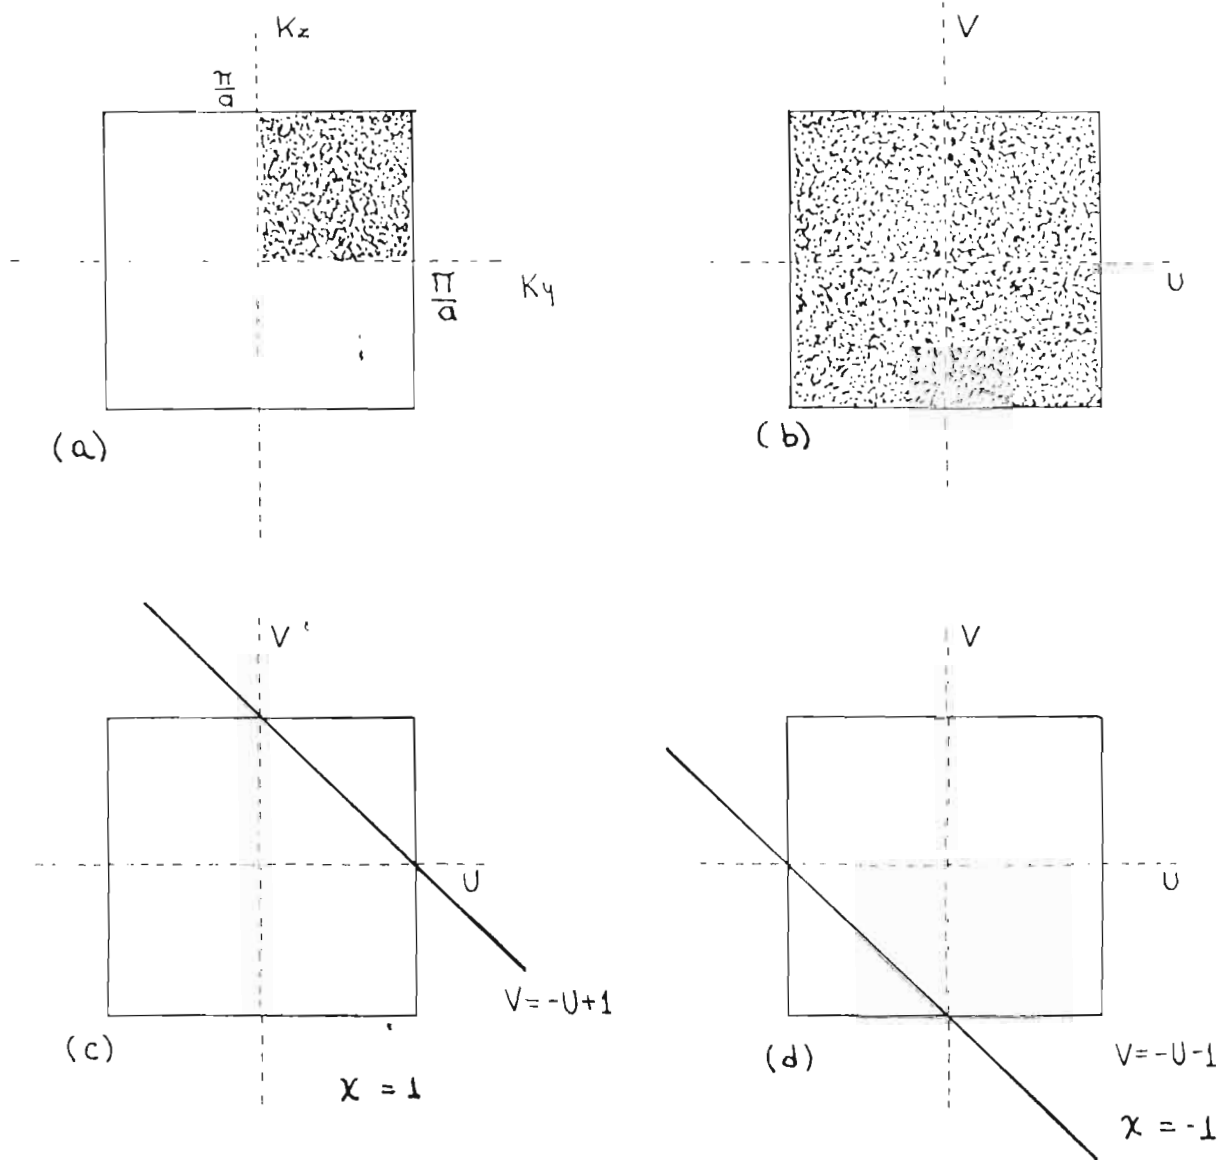 Kz
π/a
π/a
Ky
(a)
V
U
(b)
V
U
V=-U+1
(c)
χ = 1
V
U
V=-U-1
(d)
χ = -1